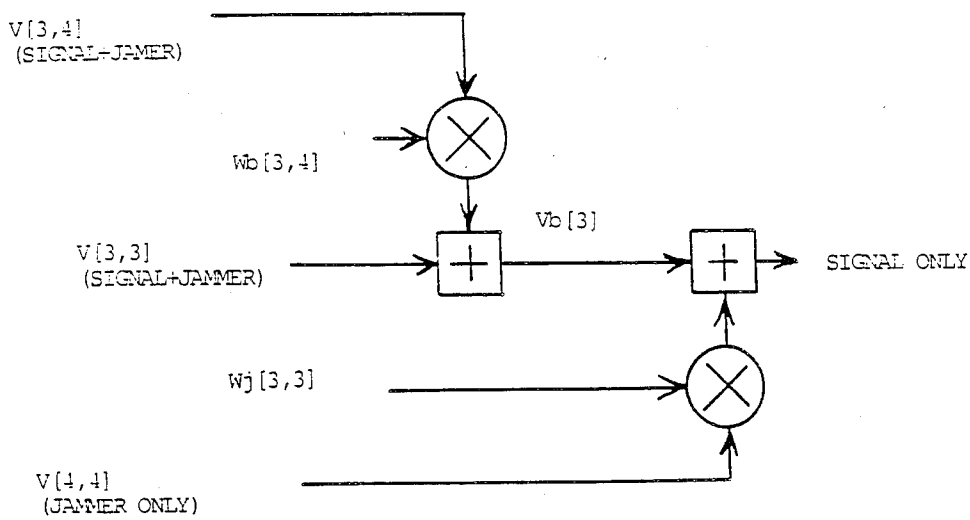 V[3,4]
(SIGNAL+JAMER)
Wb[3,4]
Vb[3]
V[3,3]
(SIGNAL+JAMMER)
SIGNAL ONLY
Wj[3,3]
V[4,4]
(JAMMER ONLY)